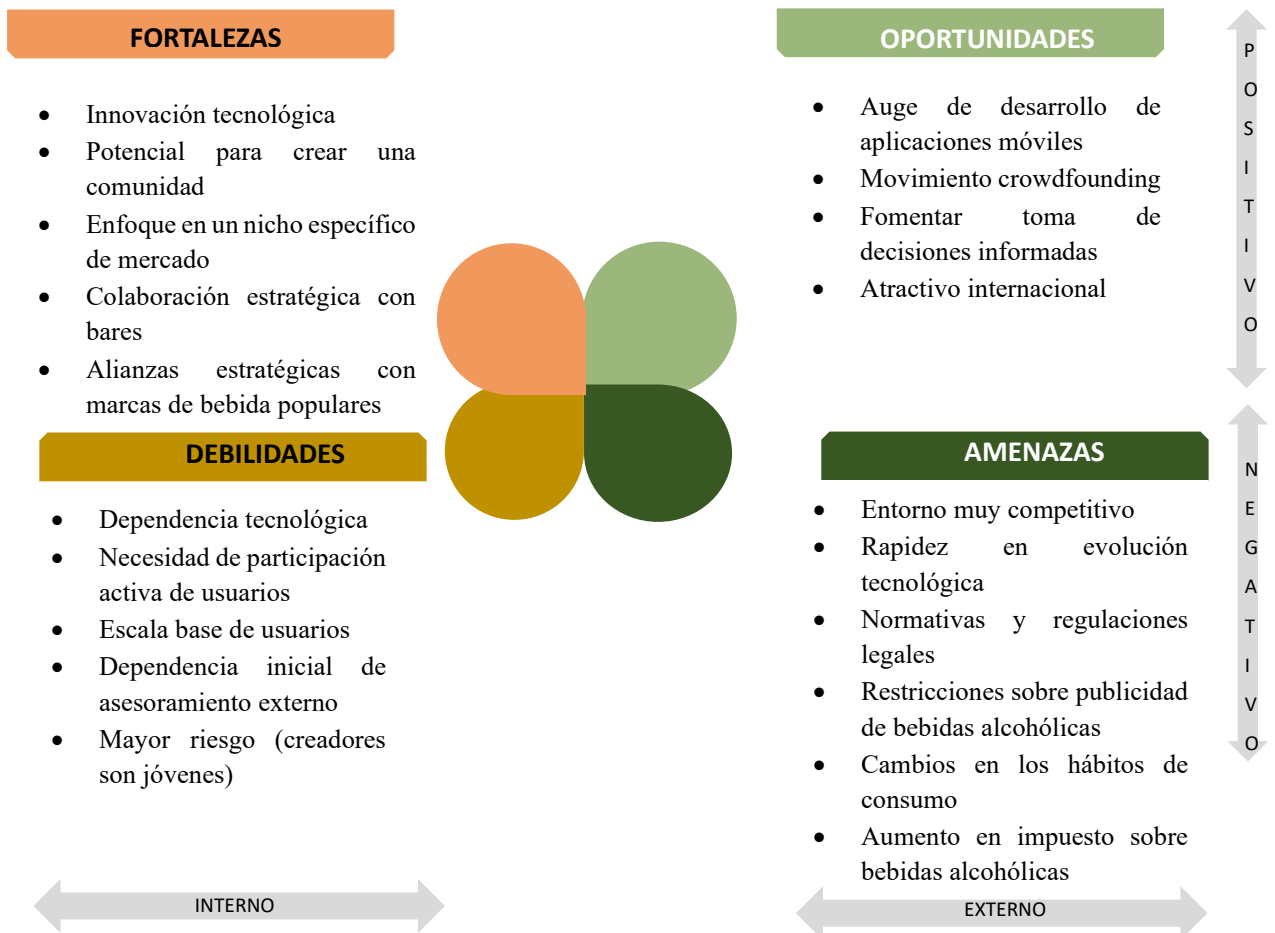 FORTALEZAS
• Innovación tecnológica
• Potencial para crear una
comunidad
• Enfoque en un nicho específico
de mercado
• Colaboración estratégica con
bares
• Alianzas estratégicas con
marcas de bebida populares
OPORTUNIDADES
• Auge de desarrollo de
aplicaciones móviles
• Movimiento crowdfounding
• Fomentar toma de
decisiones informadas
• Atractivo internacional
POSITIVO
DEBILIDADES
• Dependencia tecnológica
• Necesidad de participación
activa de usuarios
• Escala base de usuarios
• Dependencia inicial de
asesoramiento externo
• Mayor riesgo (creadores
son jóvenes)
AMENAZAS
• Entorno muy competitivo
• Rapidez en evolución
tecnológica
• Normativas y regulaciones
legales
• Restricciones sobre publicidad
de bebidas alcohólicas
• Cambios en los hábitos de
consumo
• Aumento en impuesto sobre
bebidas alcohólicas
NEGATIVO
INTERNO
EXTERNO